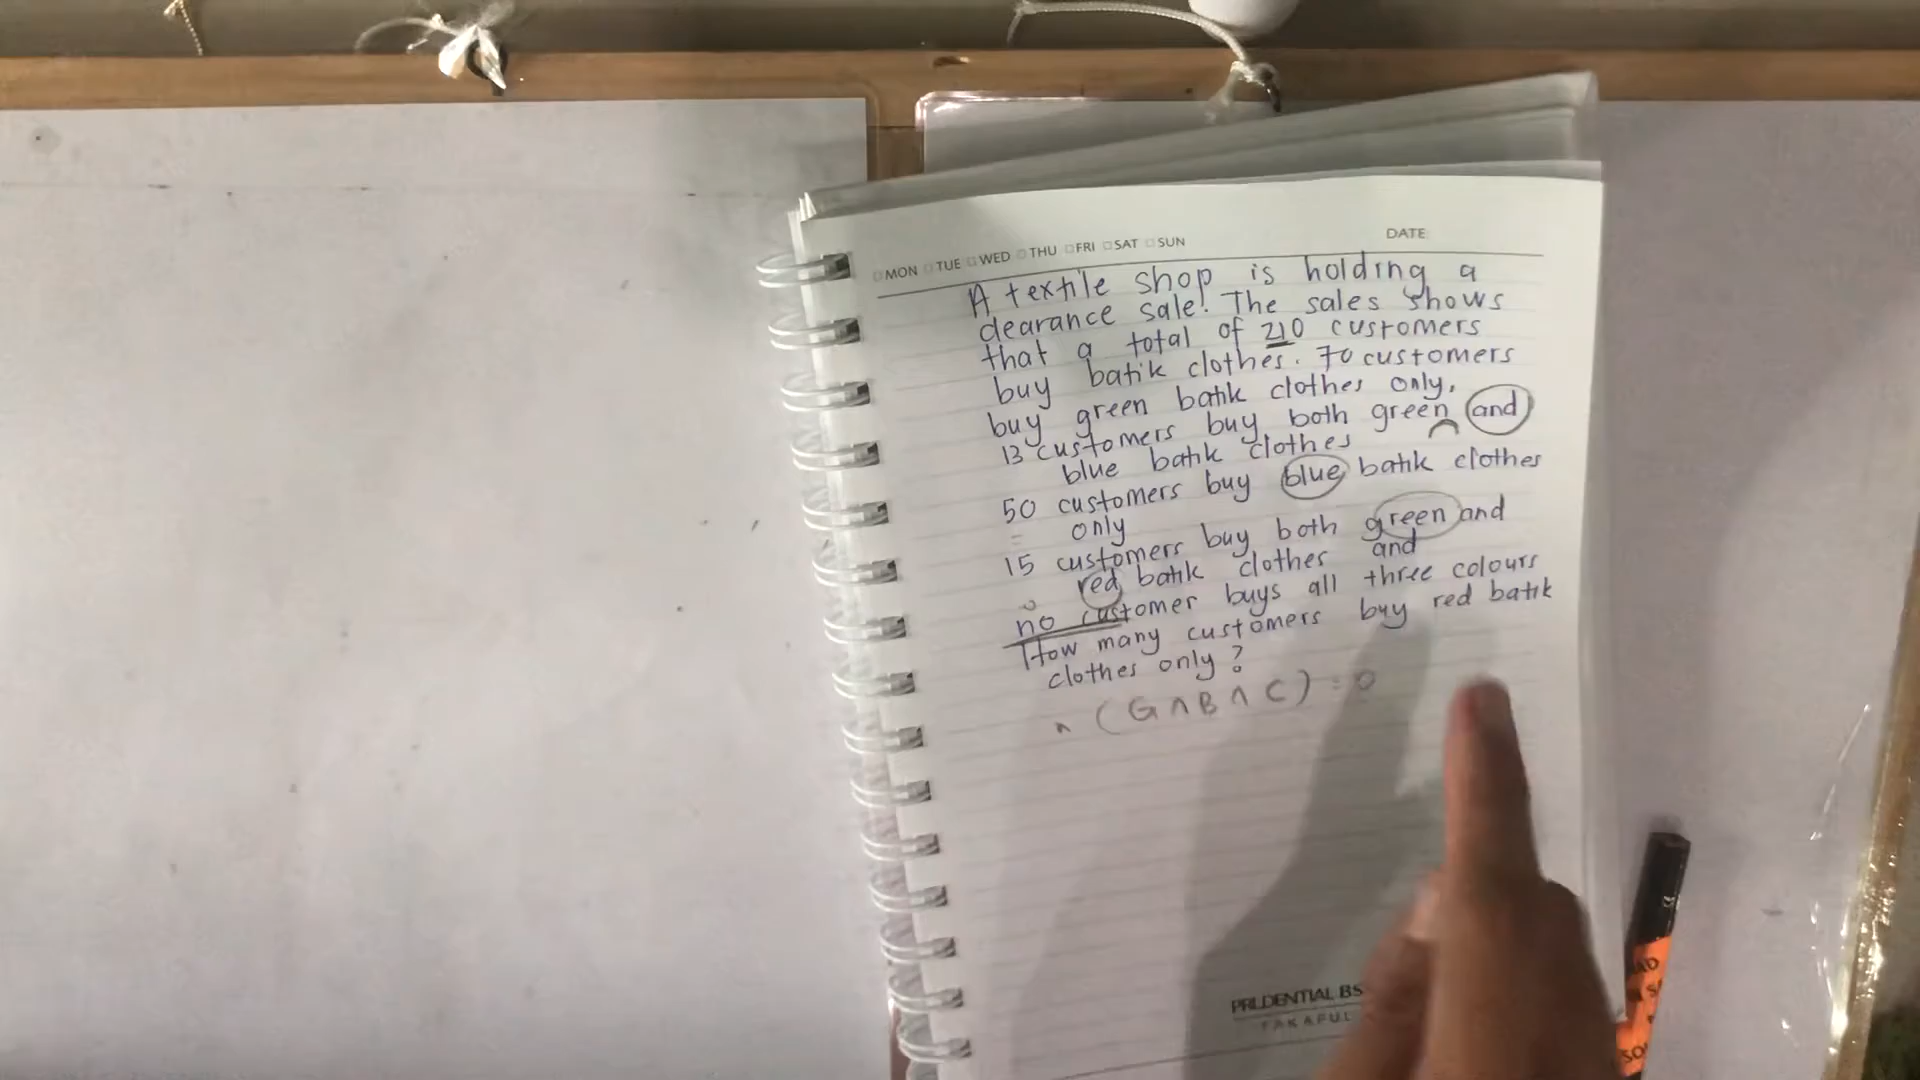 MON TUE WED THU FRI SAT SUN
DATE
A textile shop is holding a
clearance sale. The sales shows
that a total of 210 customers
buy batik clothes. 70 customers
buy green batik clothes only.
13 customers buy both green and
blue batik clothes
50 customers buy blue batik clothes
only
15 customers buy both green and
red batik clothes and
no customer buys all three colours
How many customers buy red batik
clothes only?
n (G ∩ B ∩ C) = 0
PRUDENTIAL BS
TAKAFUL